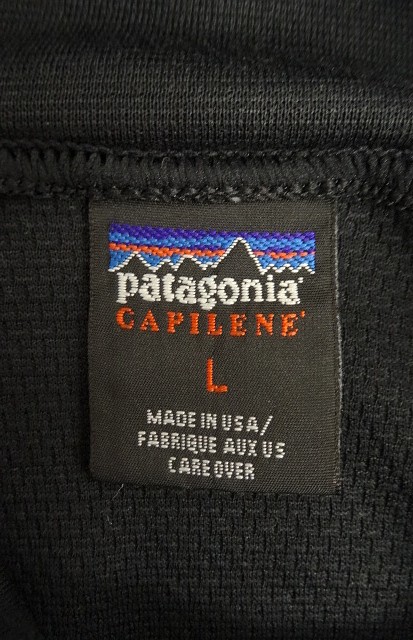 patagonia
CAPILENE
L
MADE IN USA/
FABRIQUE AUX US
CARE OVER